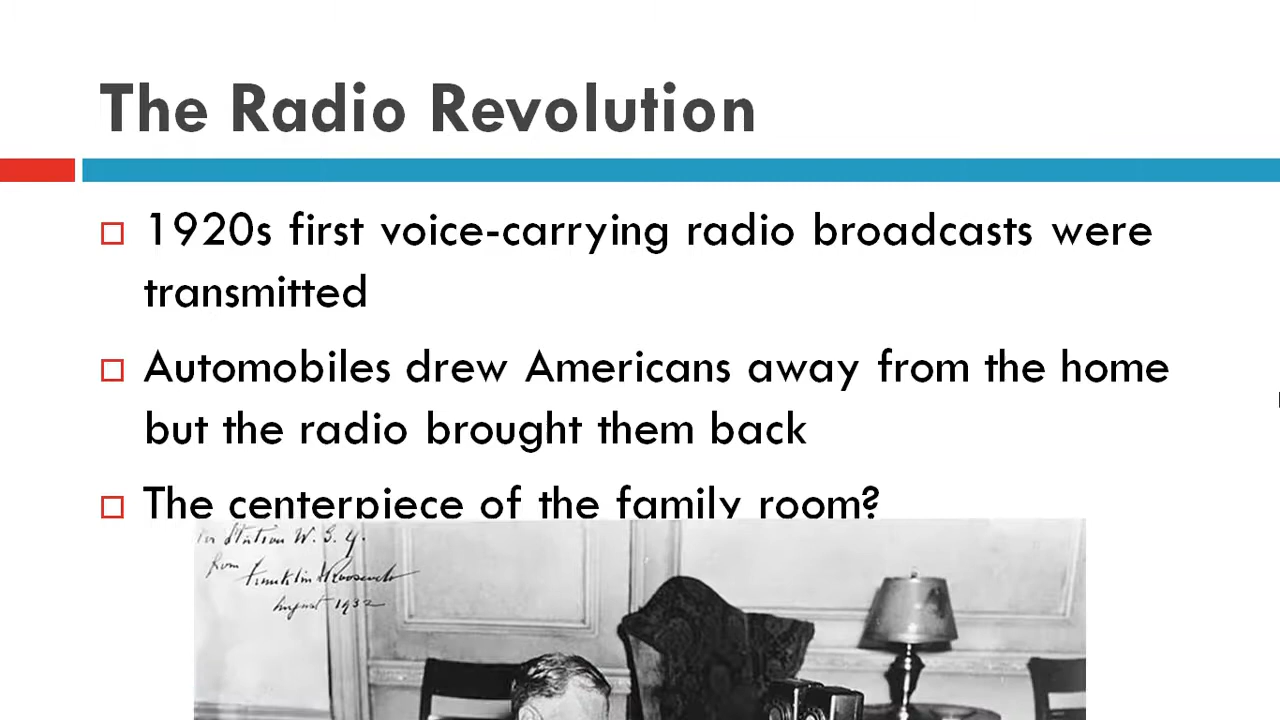 The Radio Revolution
1920s first voice-carrying radio broadcasts were
transmitted
Automobiles drew Americans away from the home
but the radio brought them back
The centerpiece of the family room?
for Station W.G.Y.
from
Franklin D Roosevelt
August 1932